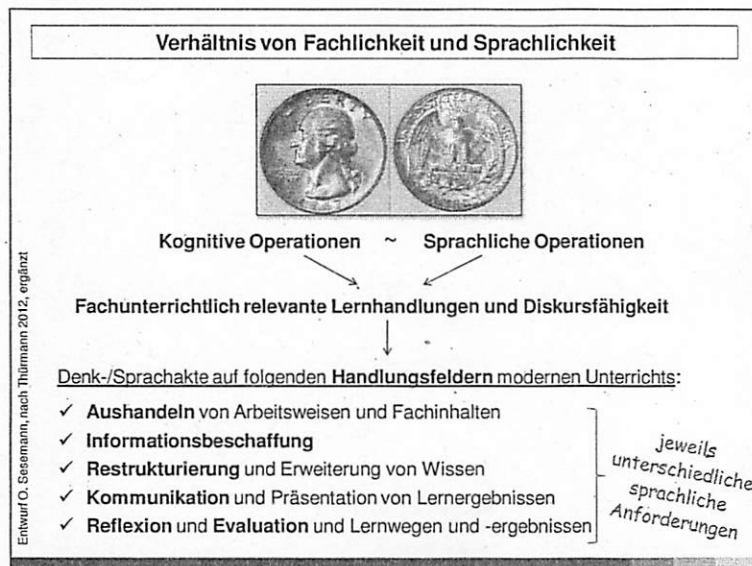 Verhältnis von Fachlichkeit und Sprachlichkeit
LIBERTY
Kognitive Operationen ~ Sprachliche Operationen
Fachunterrichtlich relevante Lernhandlungen und Diskursfähigkeit
Denk-/Sprachakte auf folgenden Handlungsfeldern modernen Unterrichts:
✓ Aushandeln von Arbeitsweisen und Fachinhalten
✓ Informationsbeschaffung
✓ Restrukturierung und Erweiterung von Wissen
✓ Kommunikation und Präsentation von Lernergebnissen
✓ Reflexion und Evaluation und Lernwegen und -ergebnissen
jeweils
unterschiedliche
sprachliche
Anforderungen
Entwurf O. Sesemann, nach Thürmann 2012, ergänzt